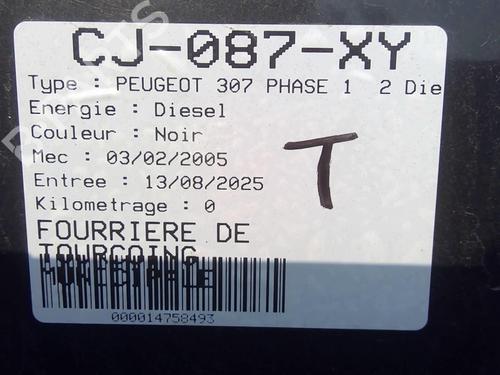 CJ-087-XY
Type : PEUGEOT 307 PHASE 1 2 Die
Energie : Diesel
Couleur : Noir
T
Mec : 03/02/2005
Entree : 13/08/2025
Kilometrage : 0
FOURRIERE DE
TOURCOING
000014758493